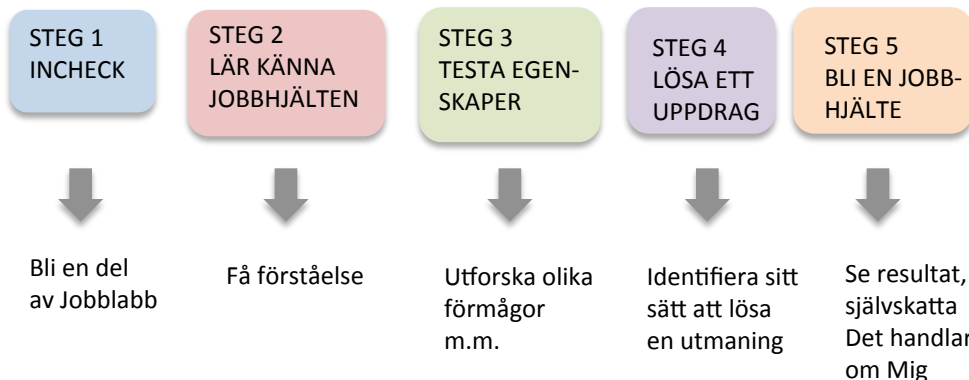 STEG 1
INCHECK
STEG 2
LÄR KÄNNA
JOBBHJÄLTEN
STEG 3
TESTA EGEN-
SKAPER
STEG 4
LÖSA ETT
UPPDRAG
STEG 5
BLI EN JOBB-
HJÄLTE
Bli en del
av Jobblabb
Få förståelse
Utforska olika
förmågor
m.m.
Identifiera sitt
sätt att lösa
en utmaning
Se resultat,
självskatta
Det handlar
om Mig